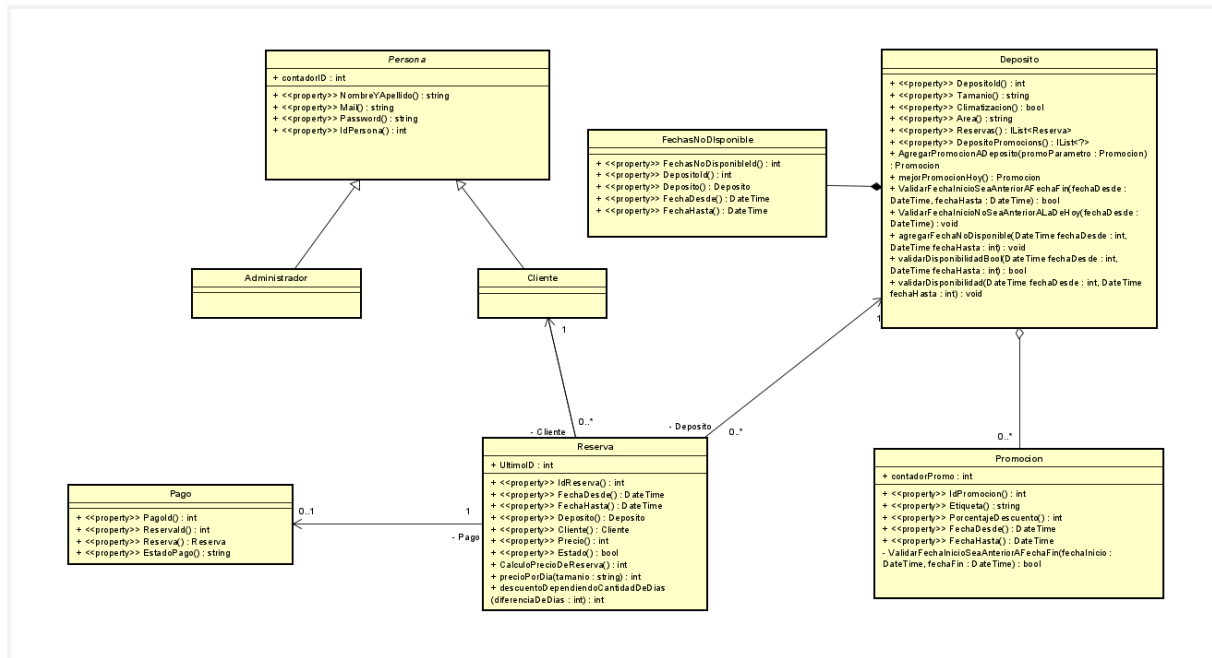 Persona
+ contadorID : int
+ <<property>> NombreYApellido() : string
+ <<property>> Mail() : string
+ <<property>> Password() : string
+ <<property>> IdPersona() : int
Deposito
+ <<property>> DepositoId() : int
+ <<property>> Tamanio() : string
+ <<property>> Climatizacion() : bool
+ <<property>> Area() : string
+ <<property>> Reservas() : IList<Reserva>
+ <<property>> DepositoPromocions() : IList<?>
+ AgregarPromocionADeposito(promoParametro : Promocion)
: Promocion
+ mejorPromocionHoy() : Promocion
+ ValidarFechaInicioSeaAnteriorAFechaFin(fechaDesde :
DateTime, fechaHasta : DateTime) : bool
+ ValidarFechaInicioNoSeaAnteriorALaDeHoy(fechaDesde :
DateTime) : void
+ agregarFechaNoDisponible(DateTime fechaDesde : int,
DateTime fechaHasta : int) : void
+ validarDisponibilidadBool(DateTime fechaDesde : int,
DateTime fechaHasta : int) : bool
+ validarDisponibilidad(DateTime fechaDesde : int, DateTime
fechaHasta : int) : void
FechasNoDIsponible
+ <<property>> FechasNoDisponibleId() : int
+ <<property>> DepositoId() : int
+ <<property>> Deposito() : Deposito
+ <<property>> FechaDesde() : DateTime
+ <<property>> FechaHasta() : DateTime
Administrador
Cliente
1
1
0..*
- Cliente
- Deposito
0..*
0..*
Reserva
+ UltimoID : int
+ <<property>> IdReserva() : int
+ <<property>> FechaDesde() : DateTime
+ <<property>> FechaHasta() : DateTime
+ <<property>> Deposito() : Deposito
+ <<property>> Cliente() : Cliente
+ <<property>> Precio() : int
+ <<property>> Estado() : bool
+ CalculoPrecioDeReserva() : int
+ precioPorDia(tamanio : string) : int
+ descuentoDependiendoCantidadDeDias
(diferenciaDeDias : int) : int
Promocion
+ contadorPromo : int
+ <<property>> IdPromocion() : int
+ <<property>> Etiqueta() : string
+ <<property>> PorcentajeDescuento() : int
+ <<property>> FechaDesde() : DateTime
+ <<property>> FechaHasta() : DateTime
- ValidarFechaInicioSeaAnteriorAFechaFin(fechaInicio :
DateTime, fechaFin : DateTime) : bool
Pago
+ <<property>> PagoId() : int
+ <<property>> ReservaId() : int
+ <<property>> Reserva() : Reserva
+ <<property>> EstadoPago() : string
0..1
1
- Pago